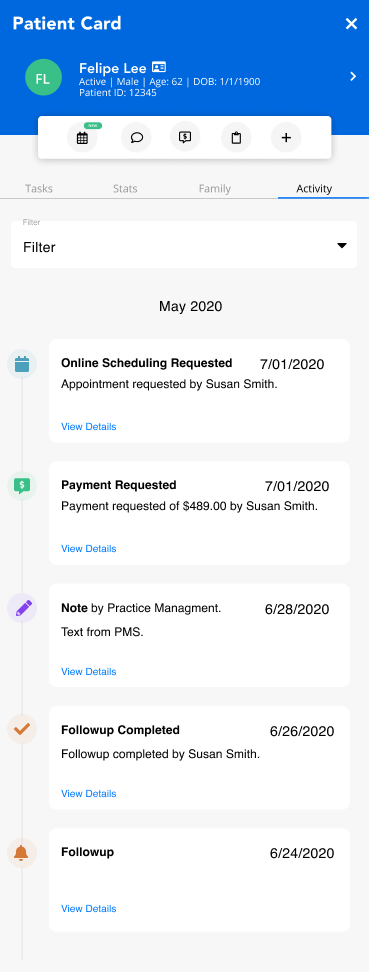 Patient Card
FL
Felipe Lee
Active | Male | Age: 62 | DOB: 1/1/1900
Patient ID: 12345
NEW
Tasks Stats Family Activity
Filter
Filter
May 2020
Online Scheduling Requested 7/01/2020
Appointment requested by Susan Smith.
View Details
Payment Requested 7/01/2020
Payment requested of $489.00 by Susan Smith.
View Details
Note by Practice Managment. 6/28/2020
Text from PMS.
View Details
Followup Completed 6/26/2020
Followup completed by Susan Smith.
View Details
Followup 6/24/2020
View Details